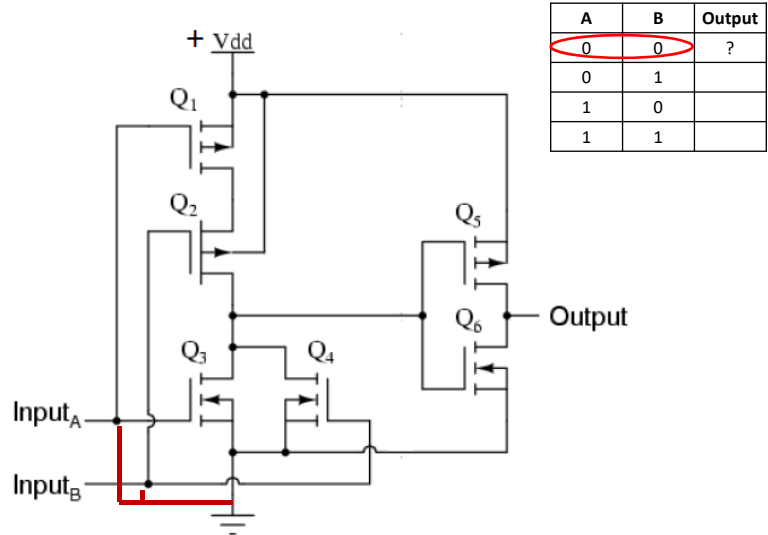 + Vdd
Q1
Q2
Q3
Q4
Q5
Q6
InputA
InputB
Output
A B Output
0 0 ?
0 1
1 0
1 1